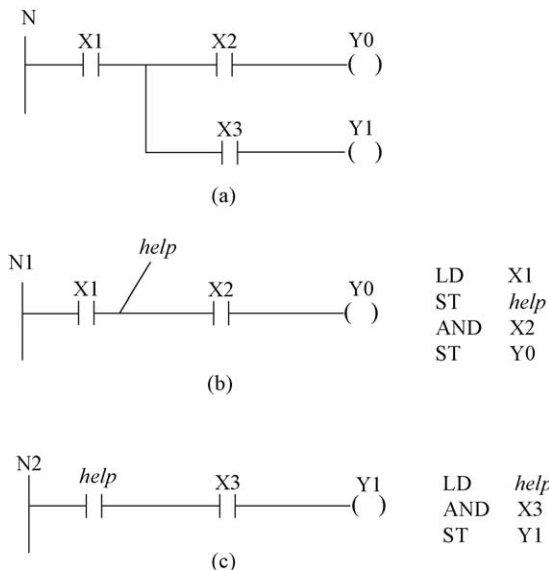 N
X1 X2 Y0
X3 Y1
(a)
help
N1
X1 X2 Y0
LD X1
ST help
AND X2
ST Y0
(b)
N2
help X3 Y1
LD help
AND X3
ST Y1
(c)